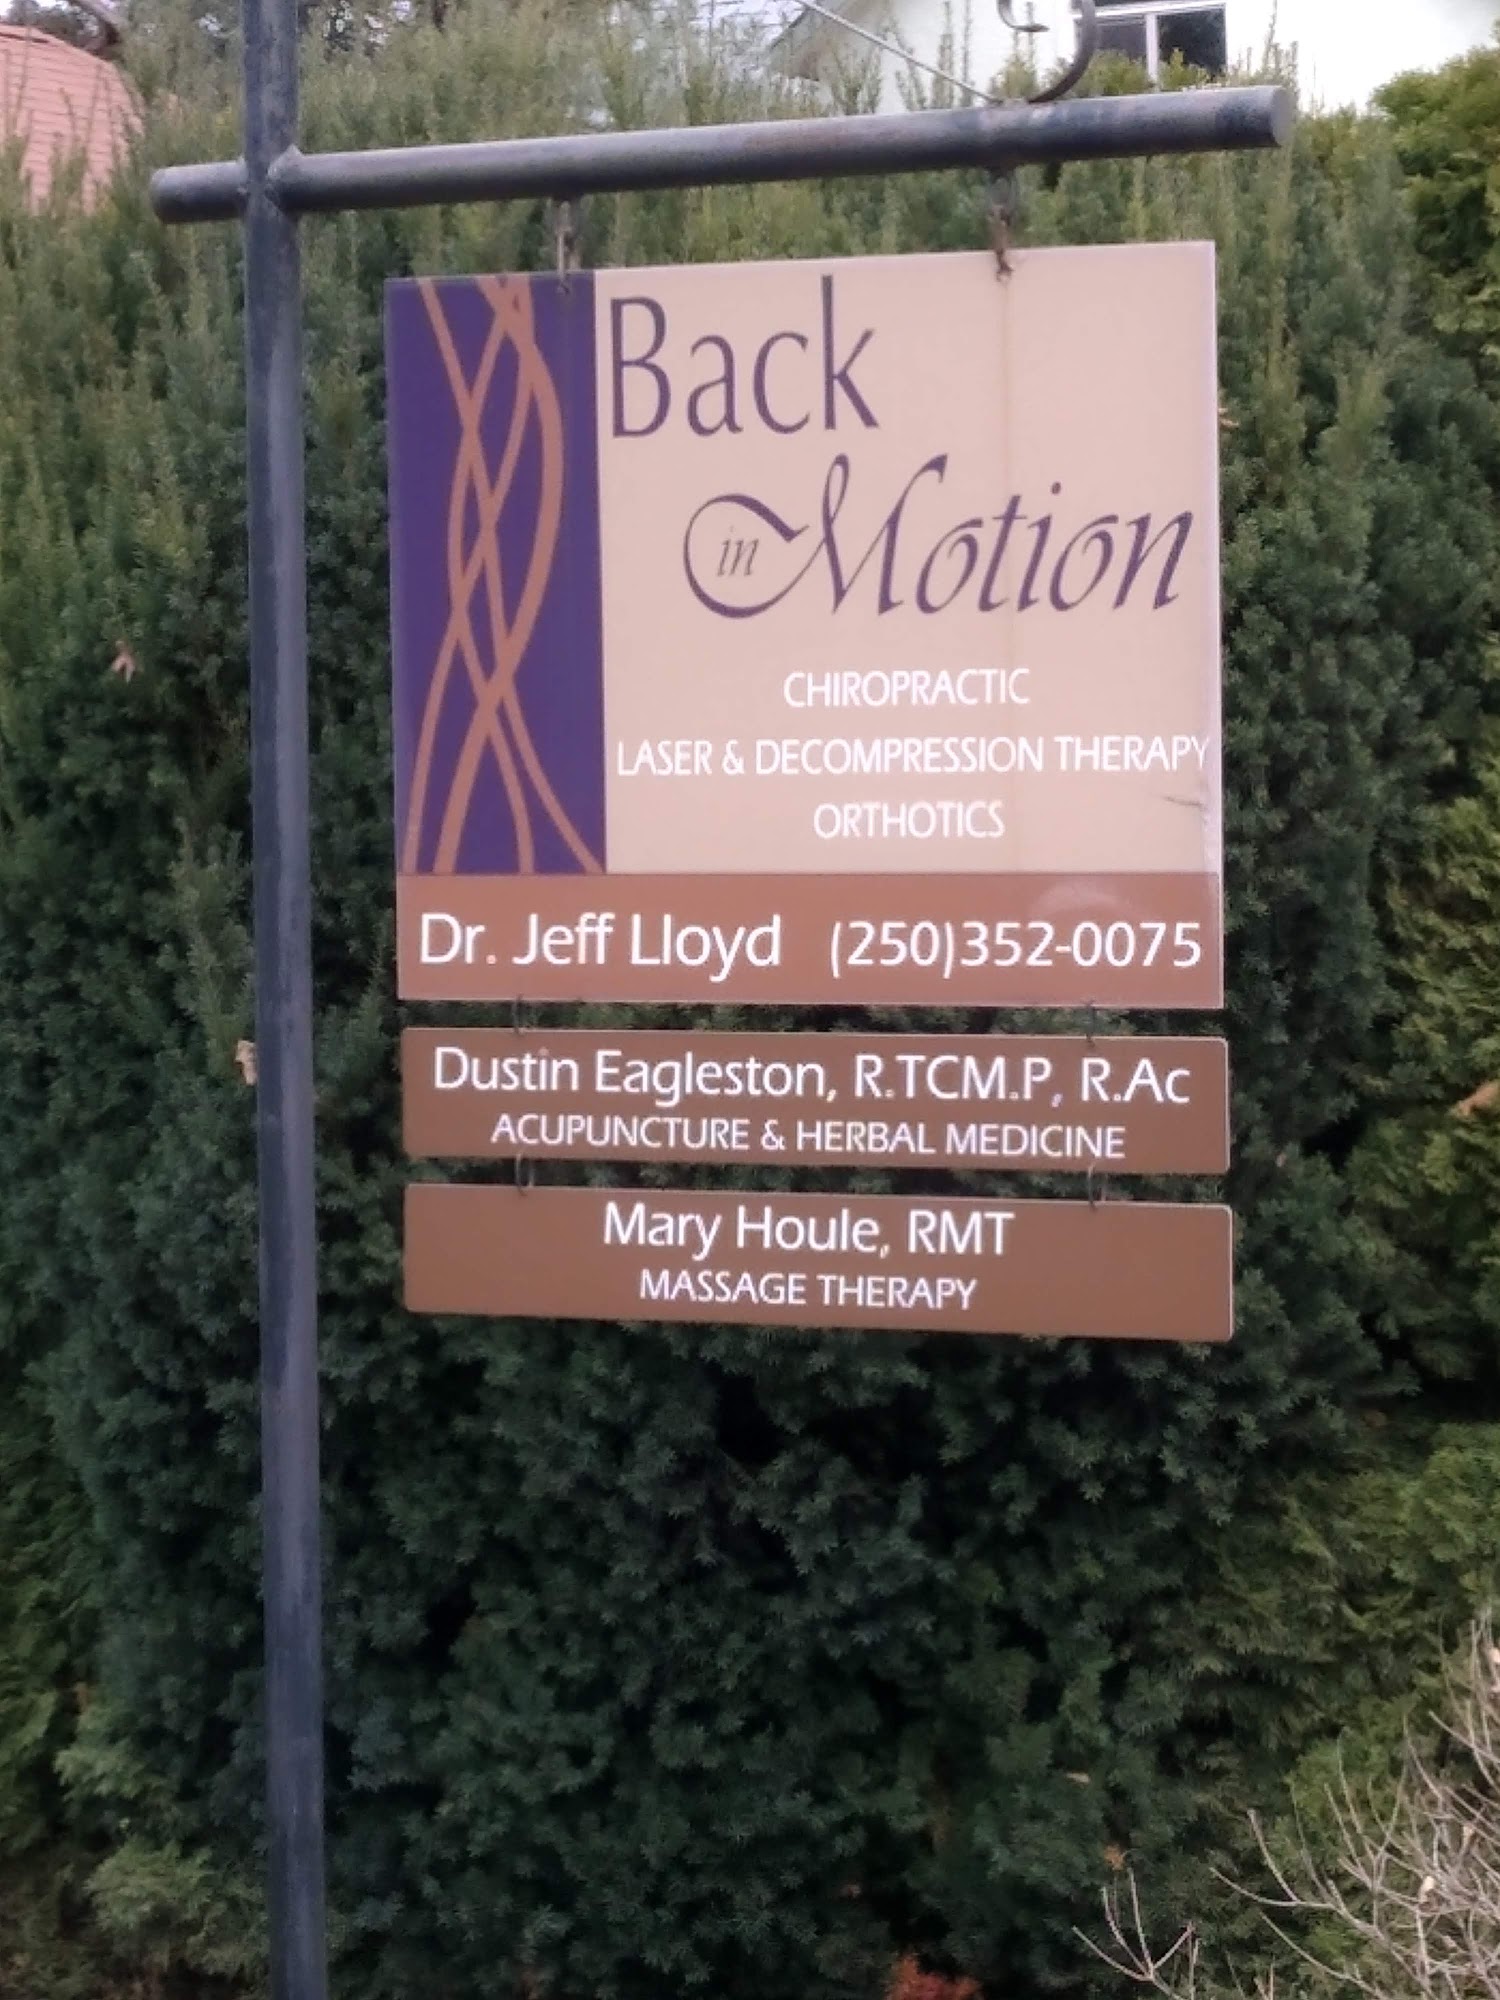 Back
in Motion
CHIROPRACTIC
LASER & DECOMPRESSION THERAPY
ORTHOTICS
Dr. Jeff Lloyd (250)352-0075
Dustin Eagleston, R.TCM.P, R.Ac
ACUPUNCTURE & HERBAL MEDICINE
Mary Houle, RMT
MASSAGE THERAPY